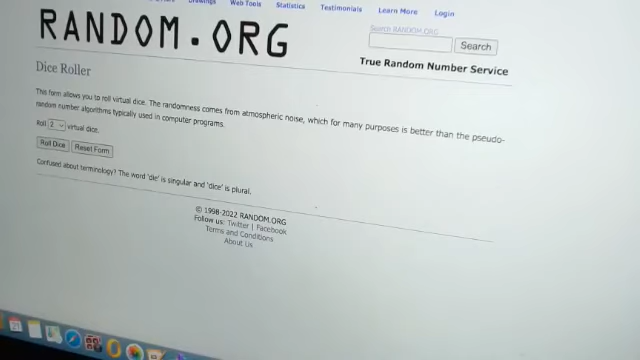 Drawings Web Tools Statistics Testimonials Learn More Login
RANDOM.ORG
Search RANDOM.ORG
Search
True Random Number Service
Dice Roller
This form allows you to roll virtual dice. The randomness comes from atmospheric noise, which for many purposes is better than the pseudo-
random number algorithms typically used in computer programs.
Roll 2 virtual dice.
Roll Dice Reset Form
Confused about terminology? The word 'die' is singular and 'dice' is plural.
© 1998-2022 RANDOM.ORG
Follow us: Twitter | Facebook
Terms and Conditions
About Us